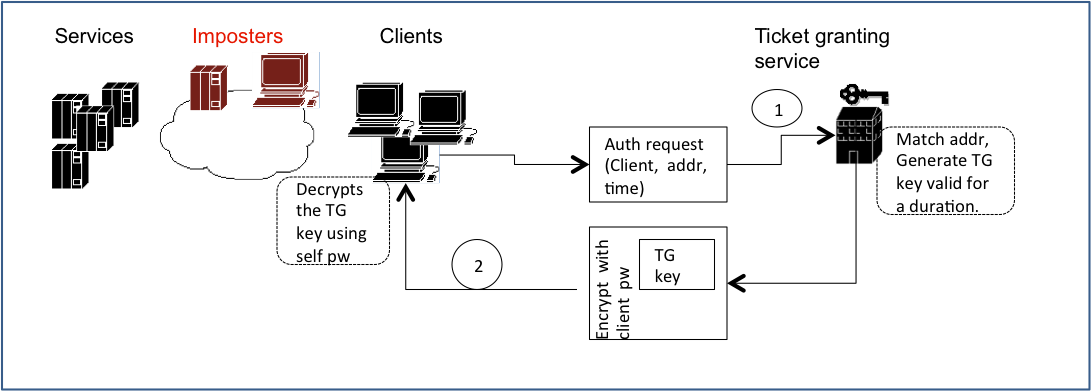 Services
Imposters
Clients
Ticket granting
service
1
Auth request
(Client, addr,
time)
Match addr,
Generate TG
key valid for
a duration.
Decrypts
the TG
key using
self pw
2
Encrypt with
client pw
TG
key